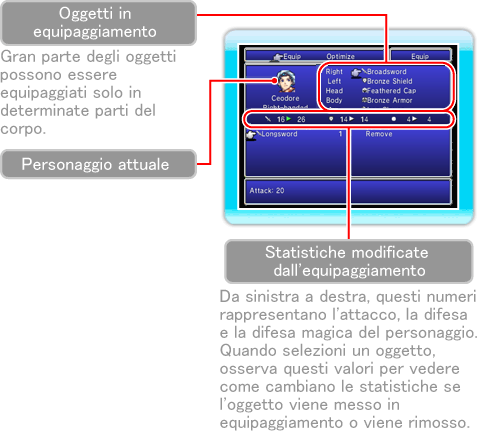 Oggetti in
equipaggiamento
Gran parte degli oggetti
possono essere
equipaggiati solo in
determinate parti del
corpo.
Personaggio attuale
Equip Optimize Equip
Ceodore
Right-handed
Right Broadsword
Left Bronze Shield
Head Feathered Cap
Body Bronze Armor
16 26 14 14 4 4
Longsword 1 Remove
Attack: 20
Statistiche modificate
dall'equipaggiamento
Da sinistra a destra, questi numeri
rappresentano l'attacco, la difesa
e la difesa magica del personaggio.
Quando selezioni un oggetto,
osserva questi valori per vedere
come cambiano le statistiche se
l'oggetto viene messo in
equipaggiamento o viene rimosso.